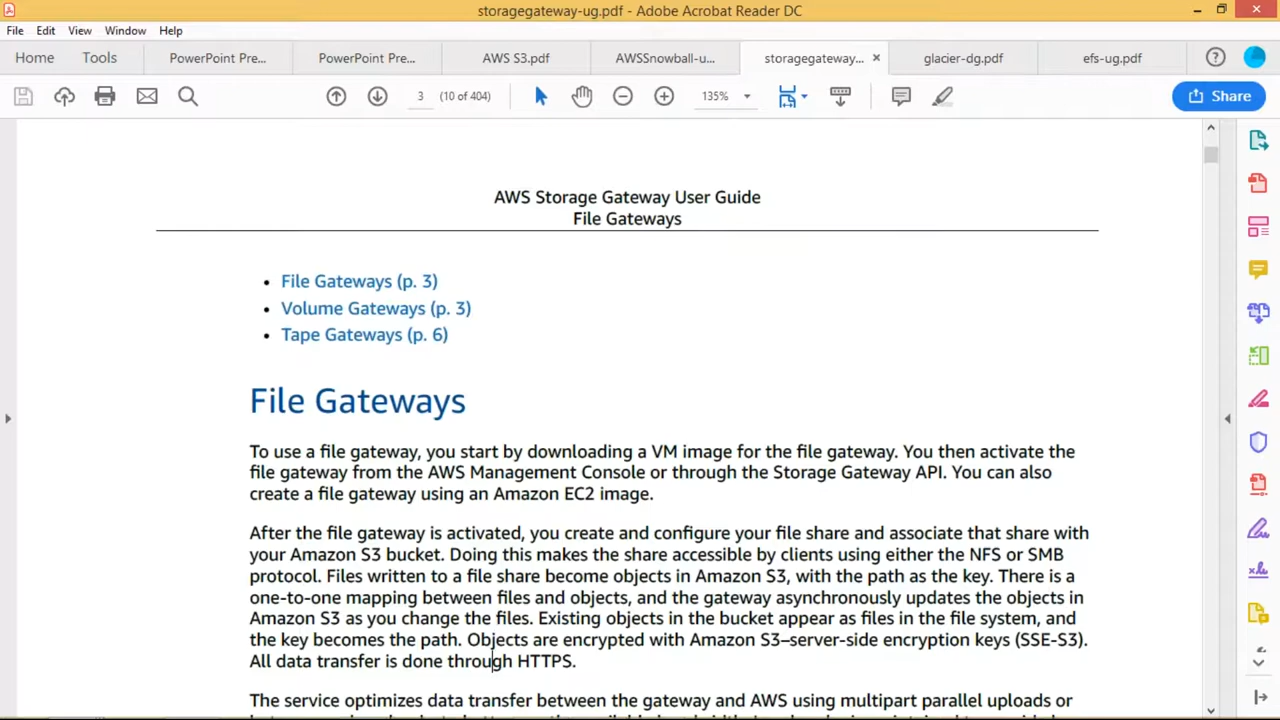 storagegateway-ug.pdf - Adobe Acrobat Reader DC
File Edit View Window Help
Home Tools PowerPoint Pre... PowerPoint Pre... AWS S3.pdf AWSSnowball-u... storagegateway... × glacier-dg.pdf efs-ug.pdf
3 (10 of 404) 135% Share
AWS Storage Gateway User Guide
File Gateways
• File Gateways (p. 3)
• Volume Gateways (p. 3)
• Tape Gateways (p. 6)
File Gateways
To use a file gateway, you start by downloading a VM image for the file gateway. You then activate the
file gateway from the AWS Management Console or through the Storage Gateway API. You can also
create a file gateway using an Amazon EC2 image.
After the file gateway is activated, you create and configure your file share and associate that share with
your Amazon S3 bucket. Doing this makes the share accessible by clients using either the NFS or SMB
protocol. Files written to a file share become objects in Amazon S3, with the path as the key. There is a
one-to-one mapping between files and objects, and the gateway asynchronously updates the objects in
Amazon S3 as you change the files. Existing objects in the bucket appear as files in the file system, and
the key becomes the path. Objects are encrypted with Amazon S3–server-side encryption keys (SSE-S3).
All data transfer is done through HTTPS.
The service optimizes data transfer between the gateway and AWS using multipart parallel uploads or